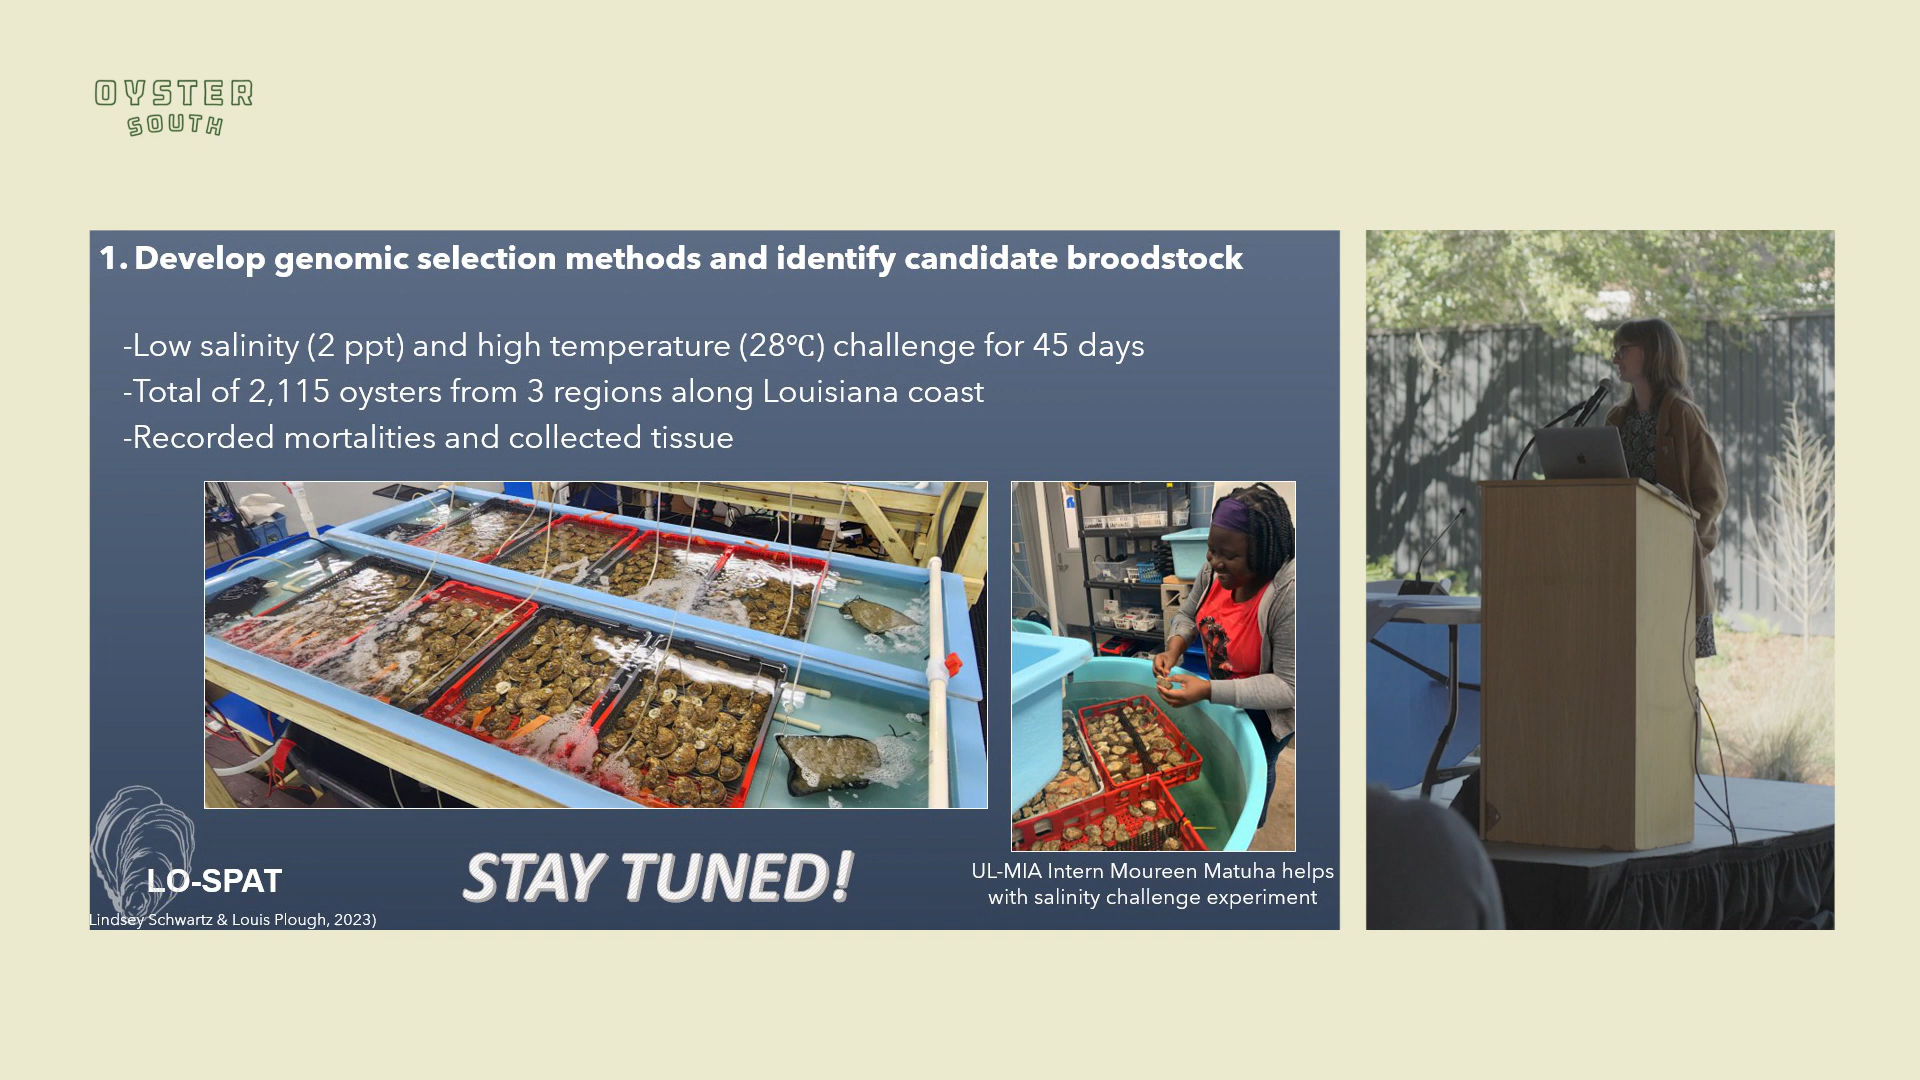 OYSTER
SOUTH
1. Develop genomic selection methods and identify candidate broodstock
-Low salinity (2 ppt) and high temperature (28℃) challenge for 45 days
-Total of 2,115 oysters from 3 regions along Louisiana coast
-Recorded mortalities and collected tissue
LO-SPAT
Lindsey Schwartz & Louis Plough, 2023)
STAY TUNED!
UL-MIA Intern Moureen Matuha helps
with salinity challenge experiment